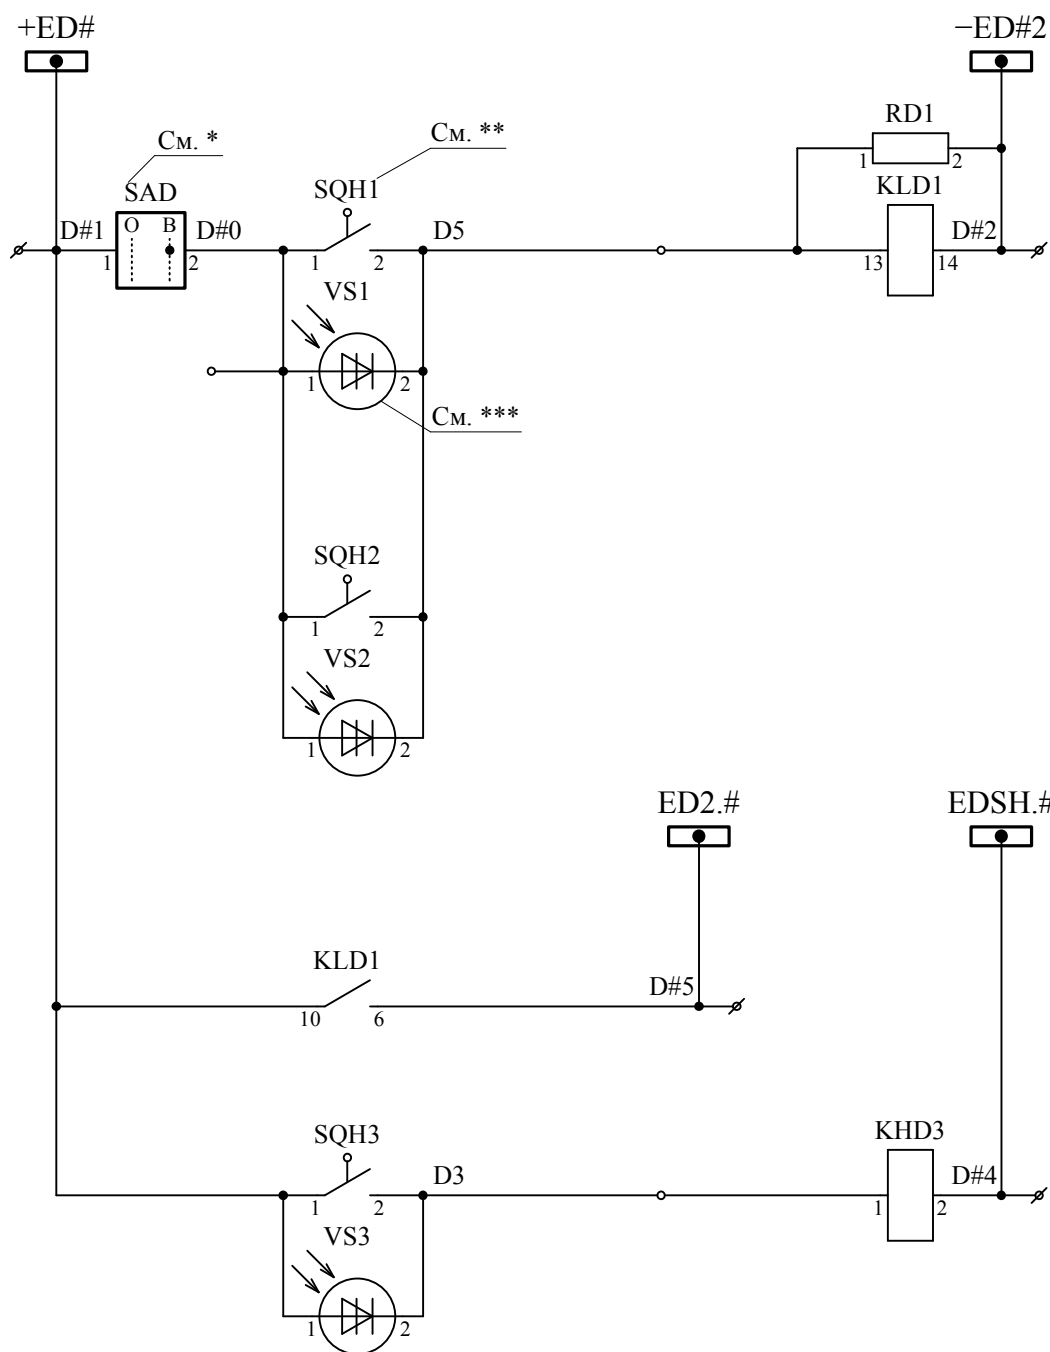 +ED#
−ED#2
RD1
1 2
См. *
См. **
SAD
SQH1
KLD1
D#1
O B
D#0
D5
D#2
1 2
1 2
13 14
VS1
1 2
См. ***
SQH2
1 2
VS2
1 2
ED2.#
EDSH.#
KLD1
D#5
10 6
SQH3
KHD3
D3
D#4
1 2
1 2
VS3
1 2